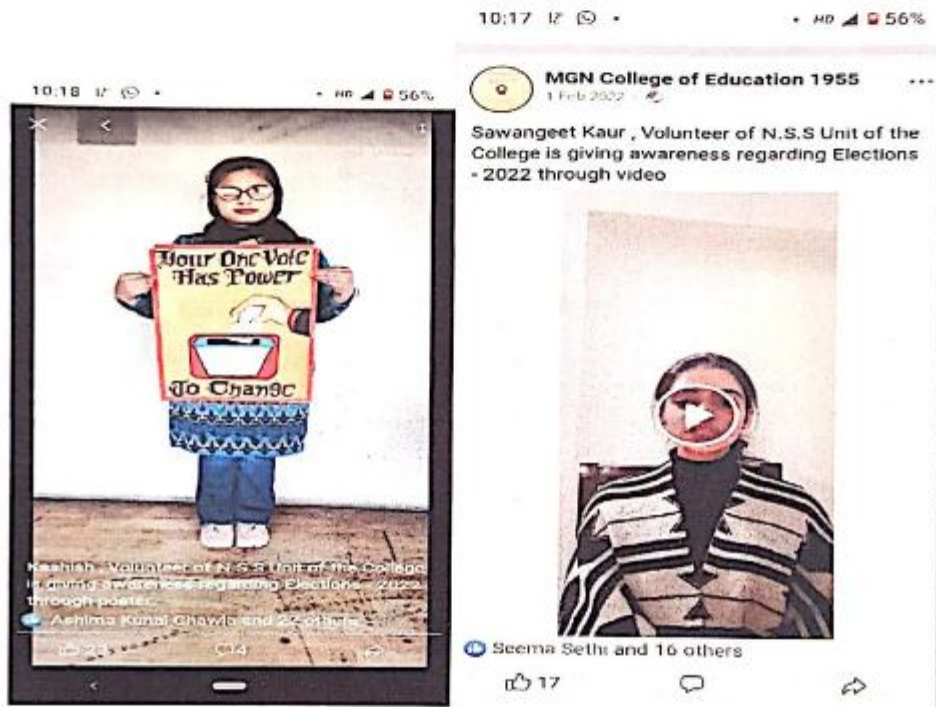 10:18
56%
Your One Vote
Has Power
To Change
Kashish , Volunteer of N.S.S Unit of the College
is giving awareness regarding Elections - 2022
through poster
Ashima Kunal Chawla and 22 others
23
4
10:17
HD
56%
MGN College of Education 1955
1 Feb 2022
Sawangeet Kaur , Volunteer of N.S.S Unit of the
College is giving awareness regarding Elections
- 2022 through video
Seema Sethi and 16 others
17